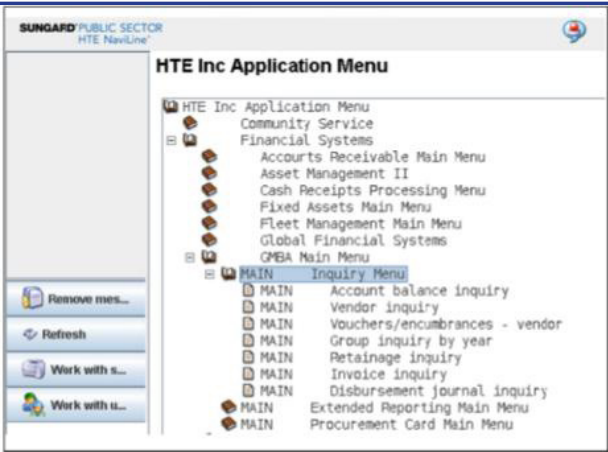 SUNGARD PUBLIC SECTOR
HTE NaviLine
HTE Inc Application Menu
HTE Inc Application Menu
Community Service
Financial Systems
Accounts Receivable Main Menu
Asset Management II
Cash Receipts Processing Menu
Fixed Assets Main Menu
Fleet Management Main Menu
Global Financial Systems
GMBA Main Menu
MAIN Inquiry Menu
MAIN Account balance inquiry
MAIN Vendor inquiry
MAIN Vouchers/encumbrances - vendor
MAIN Group inquiry by year
MAIN Retainage inquiry
MAIN Invoice inquiry
MAIN Disbursement journal inquiry
MAIN Extended Reporting Main Menu
MAIN Procurement Card Main Menu
Remove mes...
Refresh
Work with s...
Work with u...